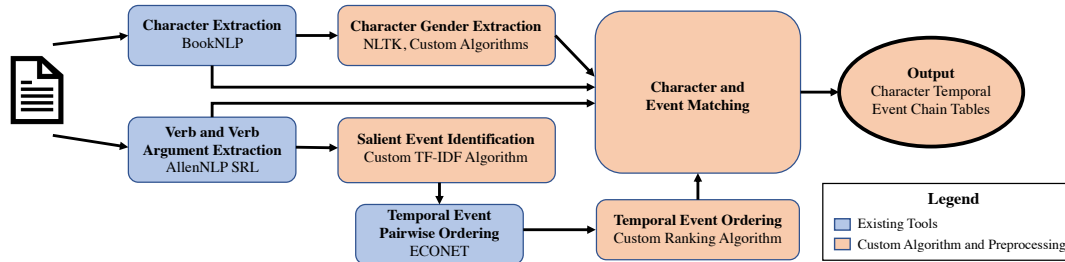 Character Extraction
BookNLP
Character Gender Extraction
NLTK, Custom Algorithms
Character and
Event Matching
Output
Character Temporal
Event Chain Tables
Verb and Verb
Argument Extraction
AllenNLP SRL
Salient Event Identification
Custom TF-IDF Algorithm
Temporal Event
Pairwise Ordering
ECONET
Temporal Event Ordering
Custom Ranking Algorithm
Legend
Existing Tools
Custom Algorithm and Preprocessing